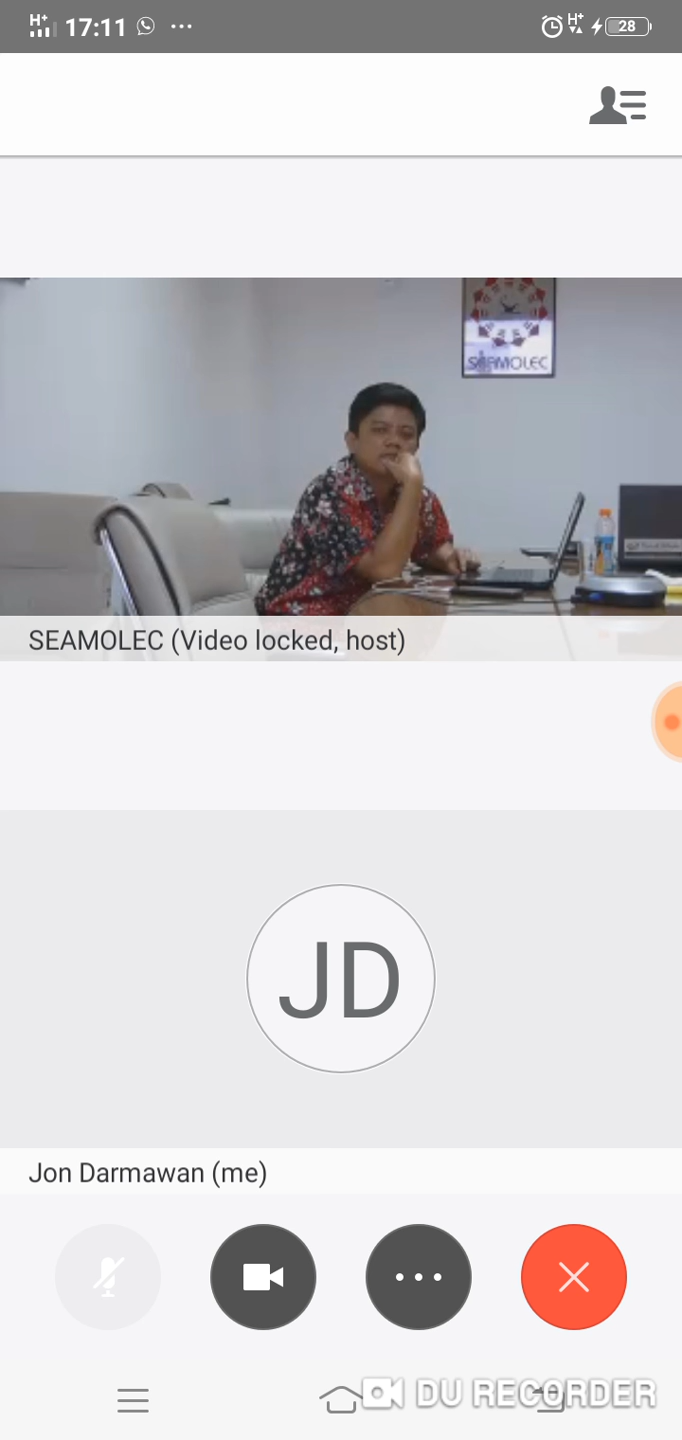 H+ 17:11 H+ 28
SEAMOLEC
SEAMOLEC (Video locked, host)
JD
Jon Darmawan (me)
DU RECORDER